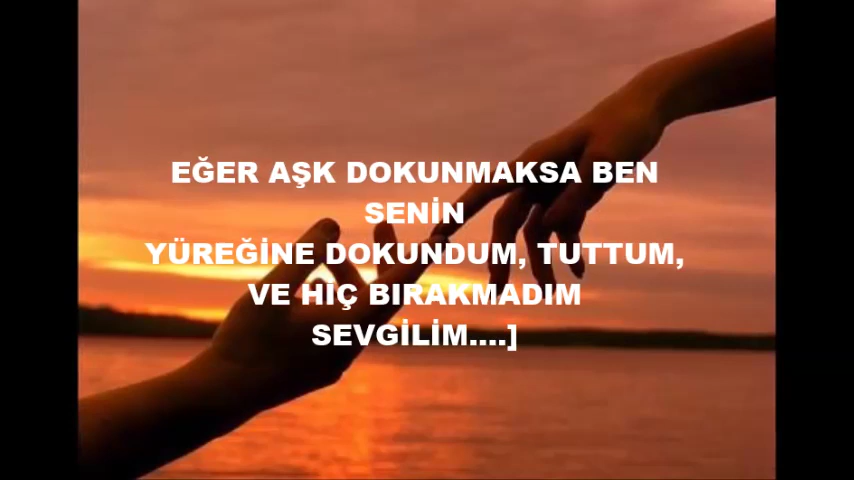 EĞER AŞK DOKUNMAKSA BEN
SENİN
YÜREĞİNE DOKUNDUM, TUTTUM,
VE HİÇ BIRAKMADIM
SEVGİLİM....]